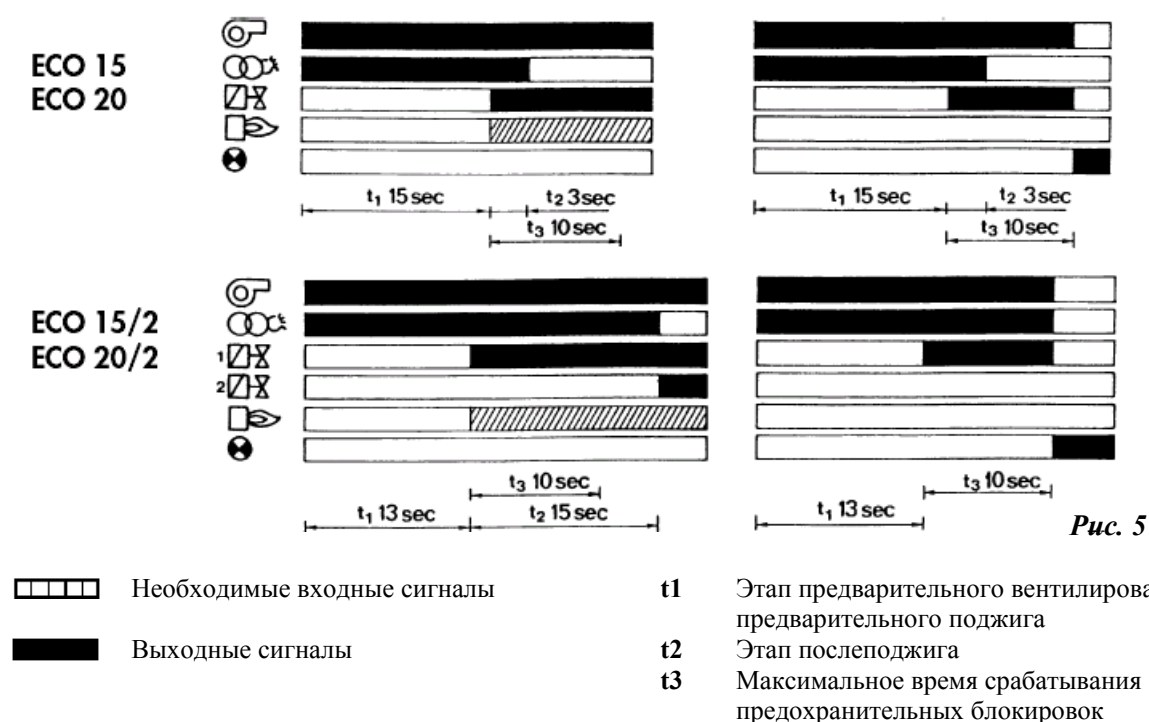 ECO 15
ECO 20
t1 15 sec t2 3 sec
t3 10 sec
t1 15 sec t2 3 sec
t3 10 sec
ECO 15/2
ECO 20/2
1
2
t3 10 sec
t1 13 sec t2 15 sec
t3 10 sec
t1 13 sec
Рис. 5
Необходимые входные сигналы
Выходные сигналы
t1 Этап предварительного вентилирова
предварительного поджига
t2 Этап послеподжига
t3 Максимальное время срабатывания
предохранительных блокировок